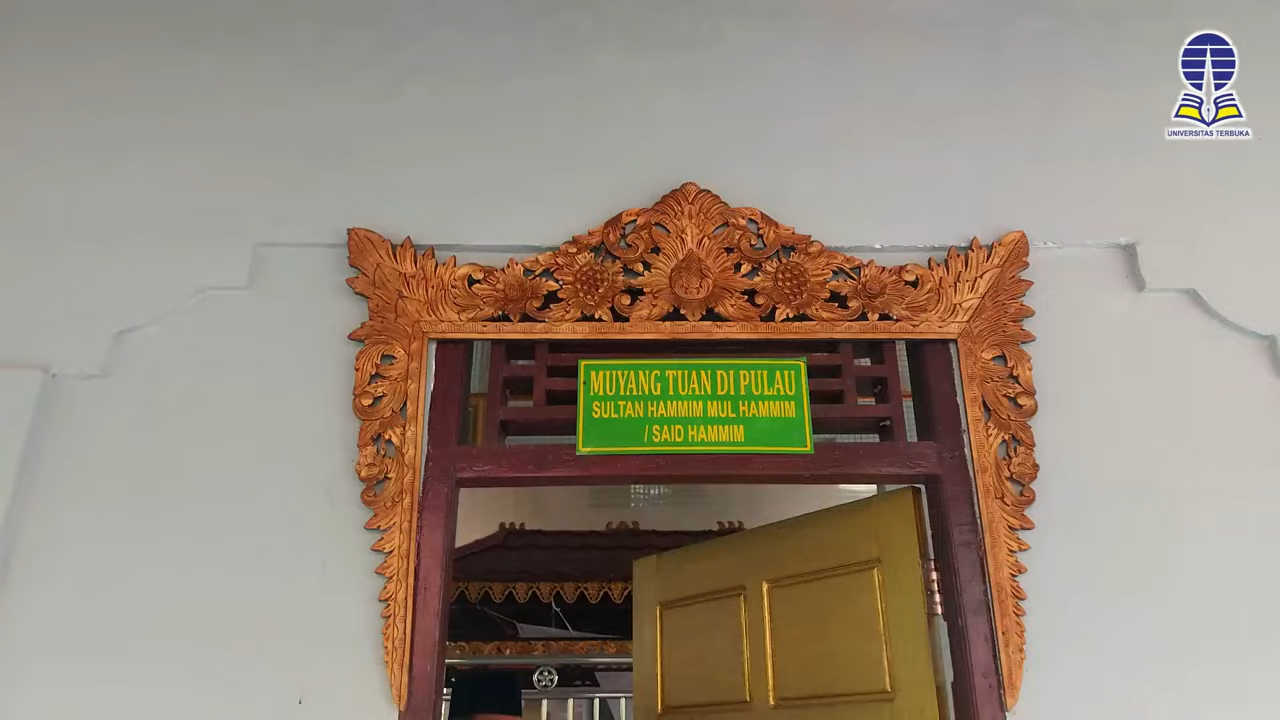 UNIVERSITAS TERBUKA
MUYANG TUAN DI PULAU
SULTAN HAMMIM MUL HAMMIM
/ SAID HAMMIM